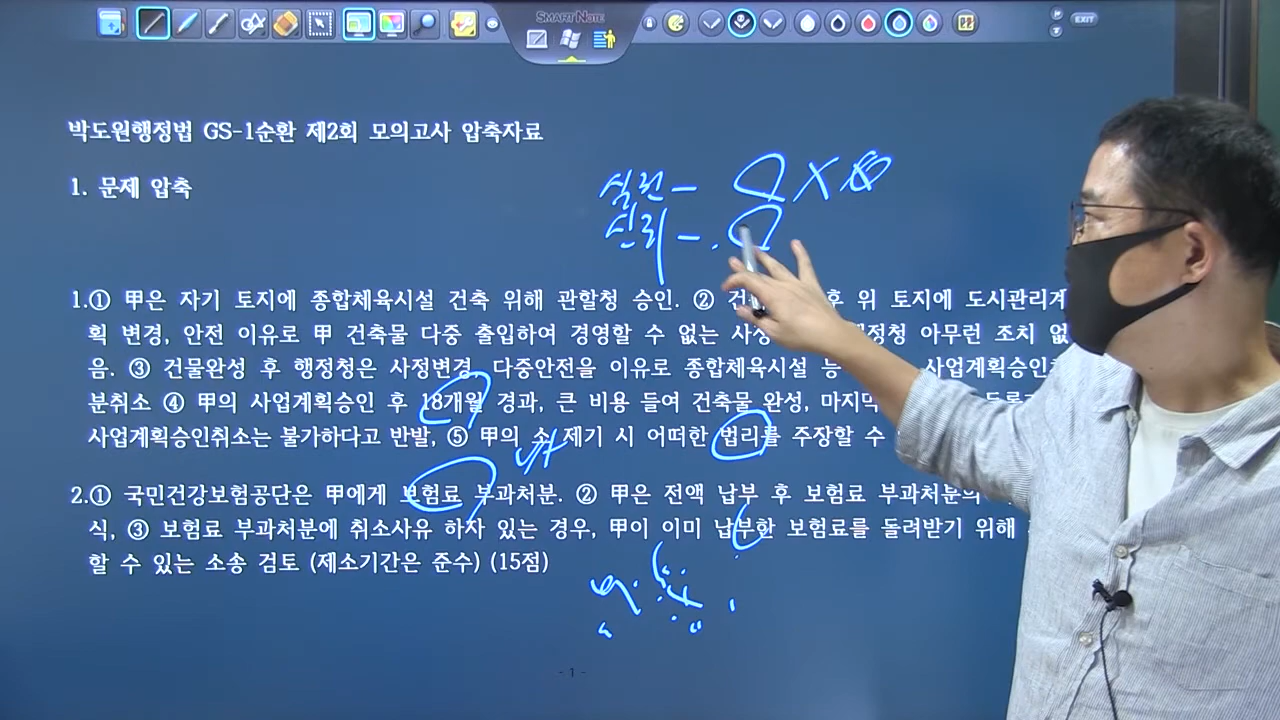 SMARTNOTE
EXIT
박도원행정법 GS-1순환 제2회 모의고사 압축자료
실권 -
신뢰 -
1. 문제 압축
1.① 甲은 자기 토지에 종합체육시설 건축 위해 관할청 승인. ② 후 위 토지에 도시관리계
획 변경, 안전 이유로 甲 건축물 다중 출입하여 경영할 수 없는 아무런 조치 없
음. ③ 건물완성 후 행정청은 사정변경, 다중안전을 이유로 종합체육시설 사업계획승인
분취소 ④ 甲의 사업계획승인 후 18개월 경과, 큰 비용 들여 건축물 완성, 마지막
사업계획승인취소는 불가하다고 반발, ⑤ 甲의 소 제기 시 어떠한 법리를 주장할 수
2.① 국민건강보험공단은 甲에게 보험료 부과처분. ② 甲은 전액 납부 후 보험료 부과처분의
식, ③ 보험료 부과처분에 취소사유 하자 있는 경우, 甲이 이미 납부한 보험료를 돌려받기 위해
할 수 있는 소송 검토 (제소기간은 준수) (15점)
- 1 -